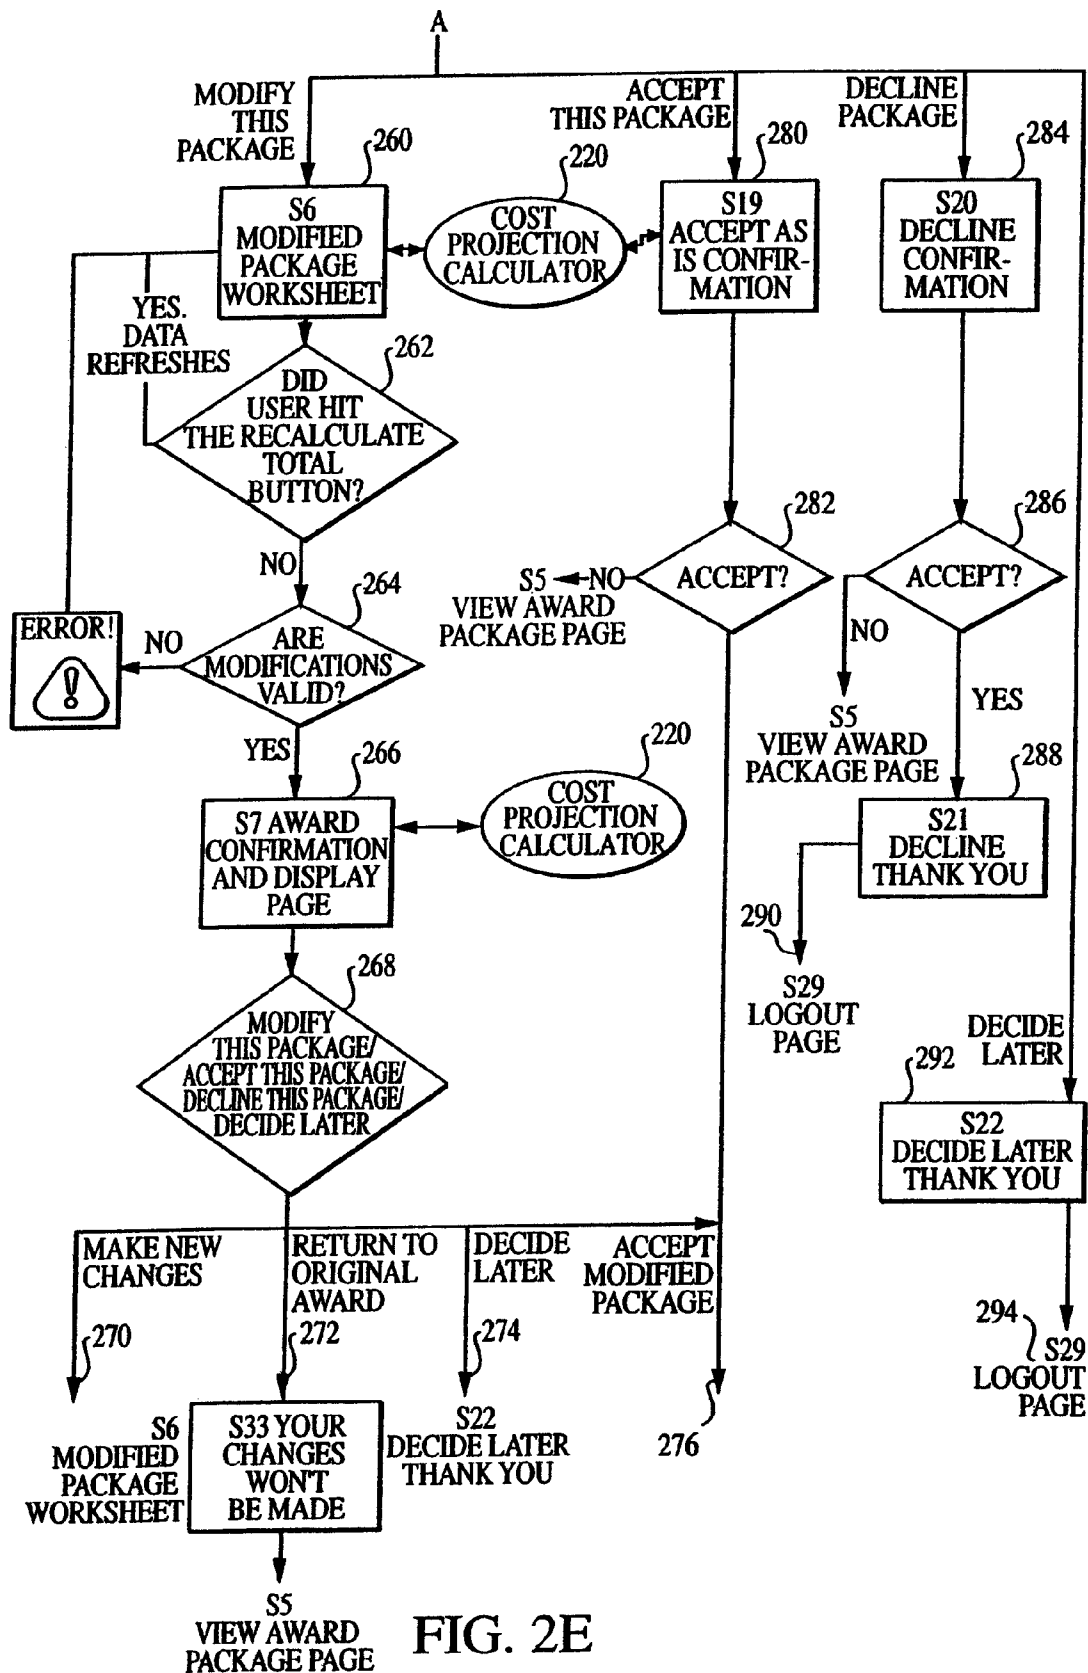 A
MODIFY
THIS
PACKAGE
260
S6
MODIFIED
PACKAGE
WORKSHEET
220
COST
PROJECTION
CALCULATOR
ACCEPT
THIS PACKAGE
280
S19
ACCEPT AS
IS CONFIR-
MATION
DECLINE
PACKAGE
284
S20
DECLINE
CONFIR-
MATION
YES.
DATA
REFRESHES
262
DID
USER HIT
THE RECALCULATE
TOTAL
BUTTON?
NO
264
ARE
MODIFICATIONS
VALID?
NO
ERROR!
!
YES
266
S7 AWARD
CONFIRMATION
AND DISPLAY
PAGE
220
COST
PROJECTION
CALCULATOR
282
ACCEPT?
NO
S5
VIEW AWARD
PACKAGE PAGE
286
ACCEPT?
NO
S5
VIEW AWARD
PACKAGE PAGE
YES
288
S21
DECLINE
THANK YOU
290
S29
LOGOUT
PAGE
268
MODIFY
THIS PACKAGE/
ACCEPT THIS PACKAGE/
DECLINE THIS PACKAGE/
DECIDE LATER
DECIDE
LATER
292
S22
DECIDE LATER
THANK YOU
294
S29
LOGOUT
PAGE
MAKE NEW
CHANGES
270
S6
MODIFIED
PACKAGE
WORKSHEET
RETURN TO
ORIGINAL
AWARD
272
S33 YOUR
CHANGES
WON'T
BE MADE
S5
VIEW AWARD
PACKAGE PAGE
DECIDE
LATER
274
S22
DECIDE LATER
THANK YOU
ACCEPT
MODIFIED
PACKAGE
276
FIG. 2E